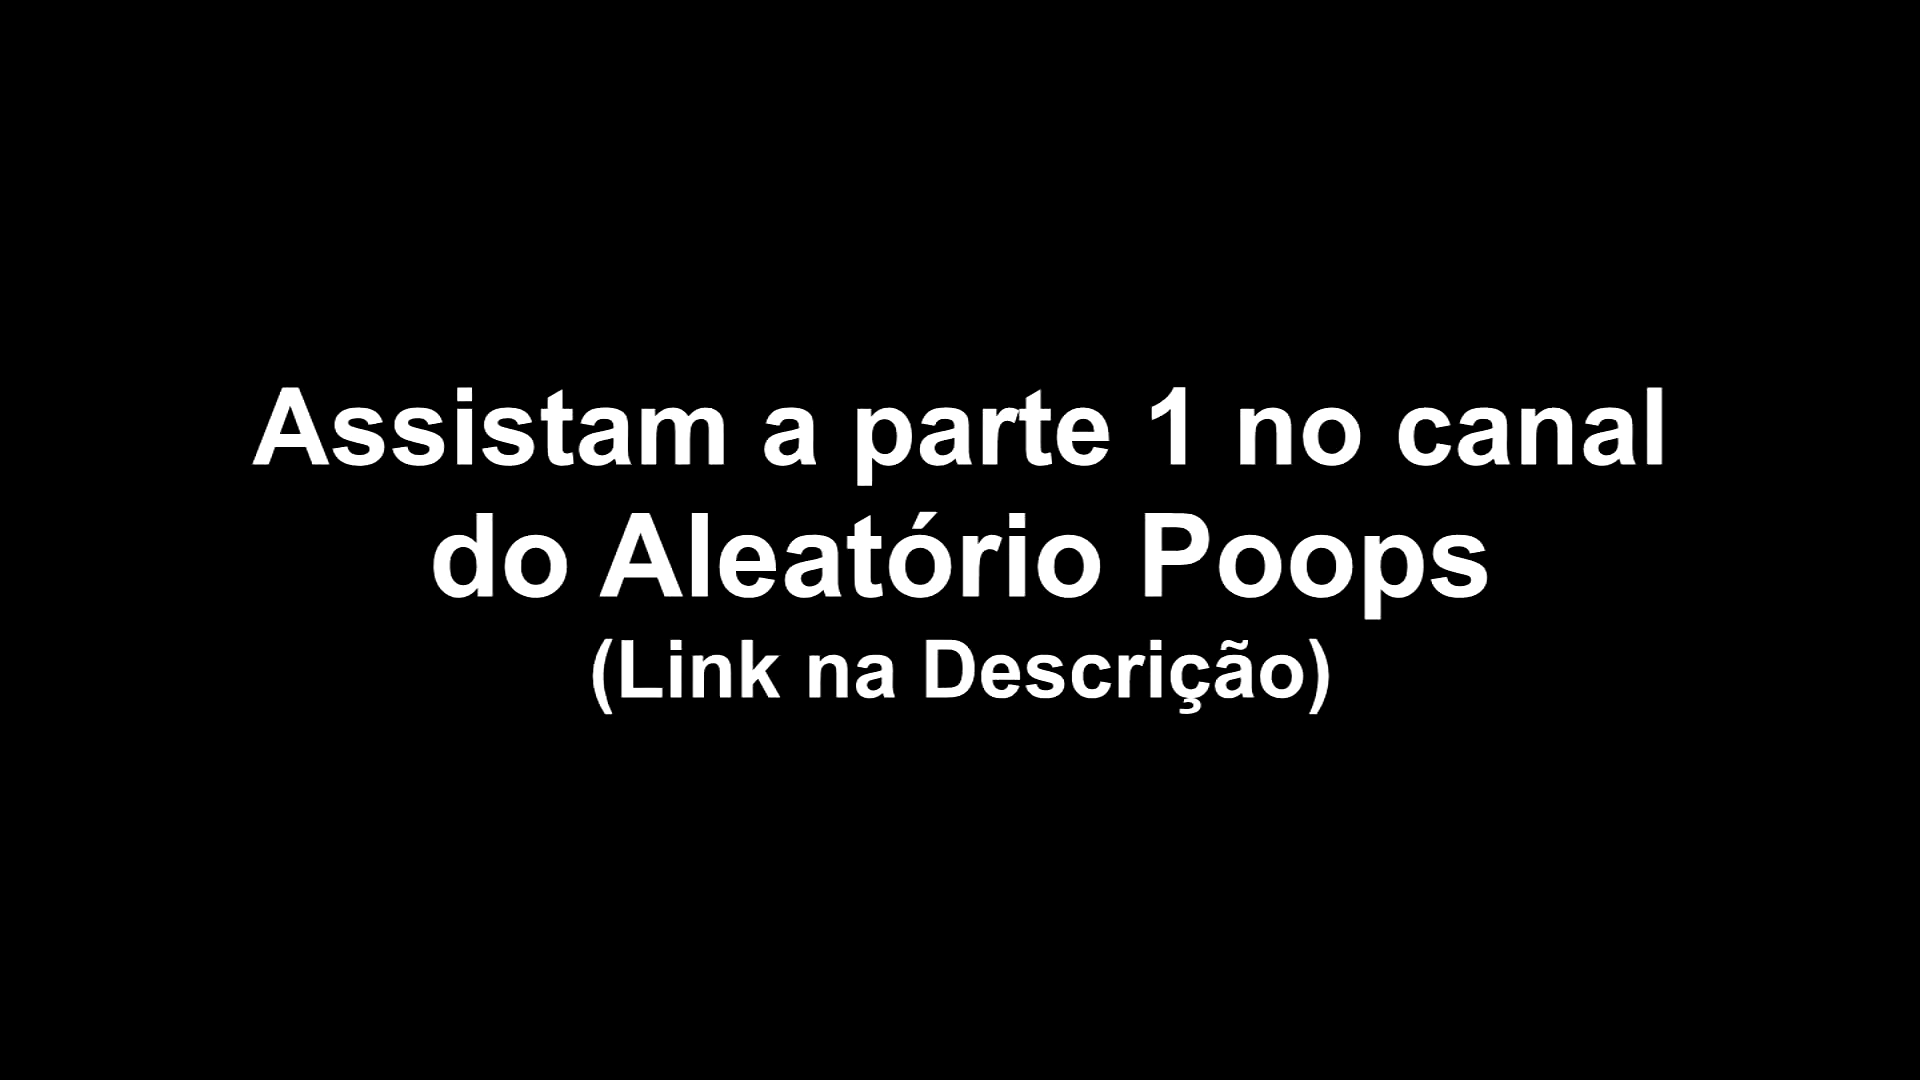 Assistam a parte 1 no canal
do Aleatório Poops
(Link na Descrição)